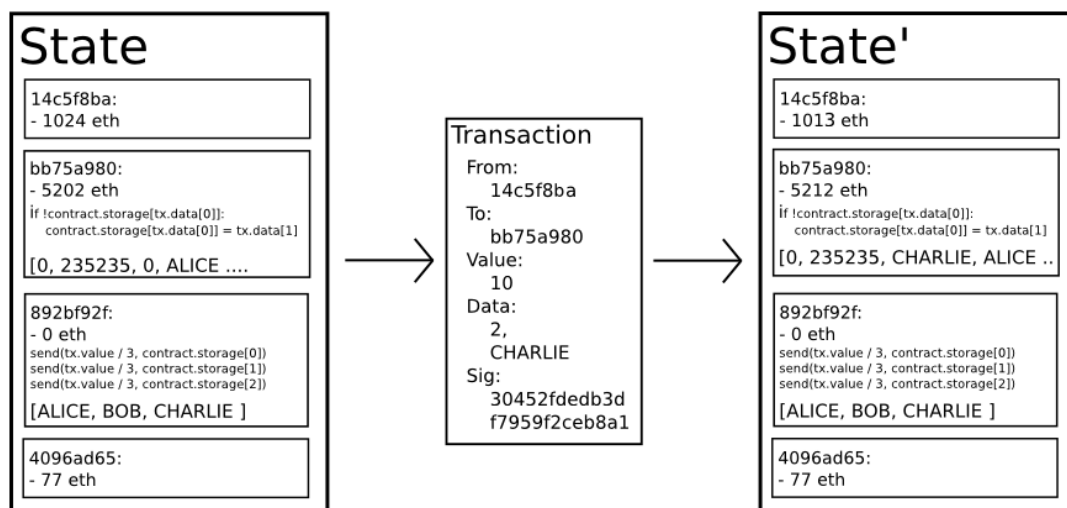 State
14c5f8ba:
- 1024 eth
bb75a980:
- 5202 eth
if !contract.storage[tx.data[0]]:
contract.storage[tx.data[0]] = tx.data[1]
[0, 235235, 0, ALICE ....
892bf92f:
- 0 eth
send(tx.value / 3, contract.storage[0])
send(tx.value / 3, contract.storage[1])
send(tx.value / 3, contract.storage[2])
[ALICE, BOB, CHARLIE ]
4096ad65:
- 77 eth
Transaction
From:
14c5f8ba
To:
bb75a980
Value:
10
Data:
2,
CHARLIE
Sig:
30452fdedb3d
f7959f2ceb8a1
State'
14c5f8ba:
- 1013 eth
bb75a980:
- 5212 eth
if !contract.storage[tx.data[0]]:
contract.storage[tx.data[0]] = tx.data[1]
[0, 235235, CHARLIE, ALICE ..
892bf92f:
- 0 eth
send(tx.value / 3, contract.storage[0])
send(tx.value / 3, contract.storage[1])
send(tx.value / 3, contract.storage[2])
[ALICE, BOB, CHARLIE ]
4096ad65:
- 77 eth